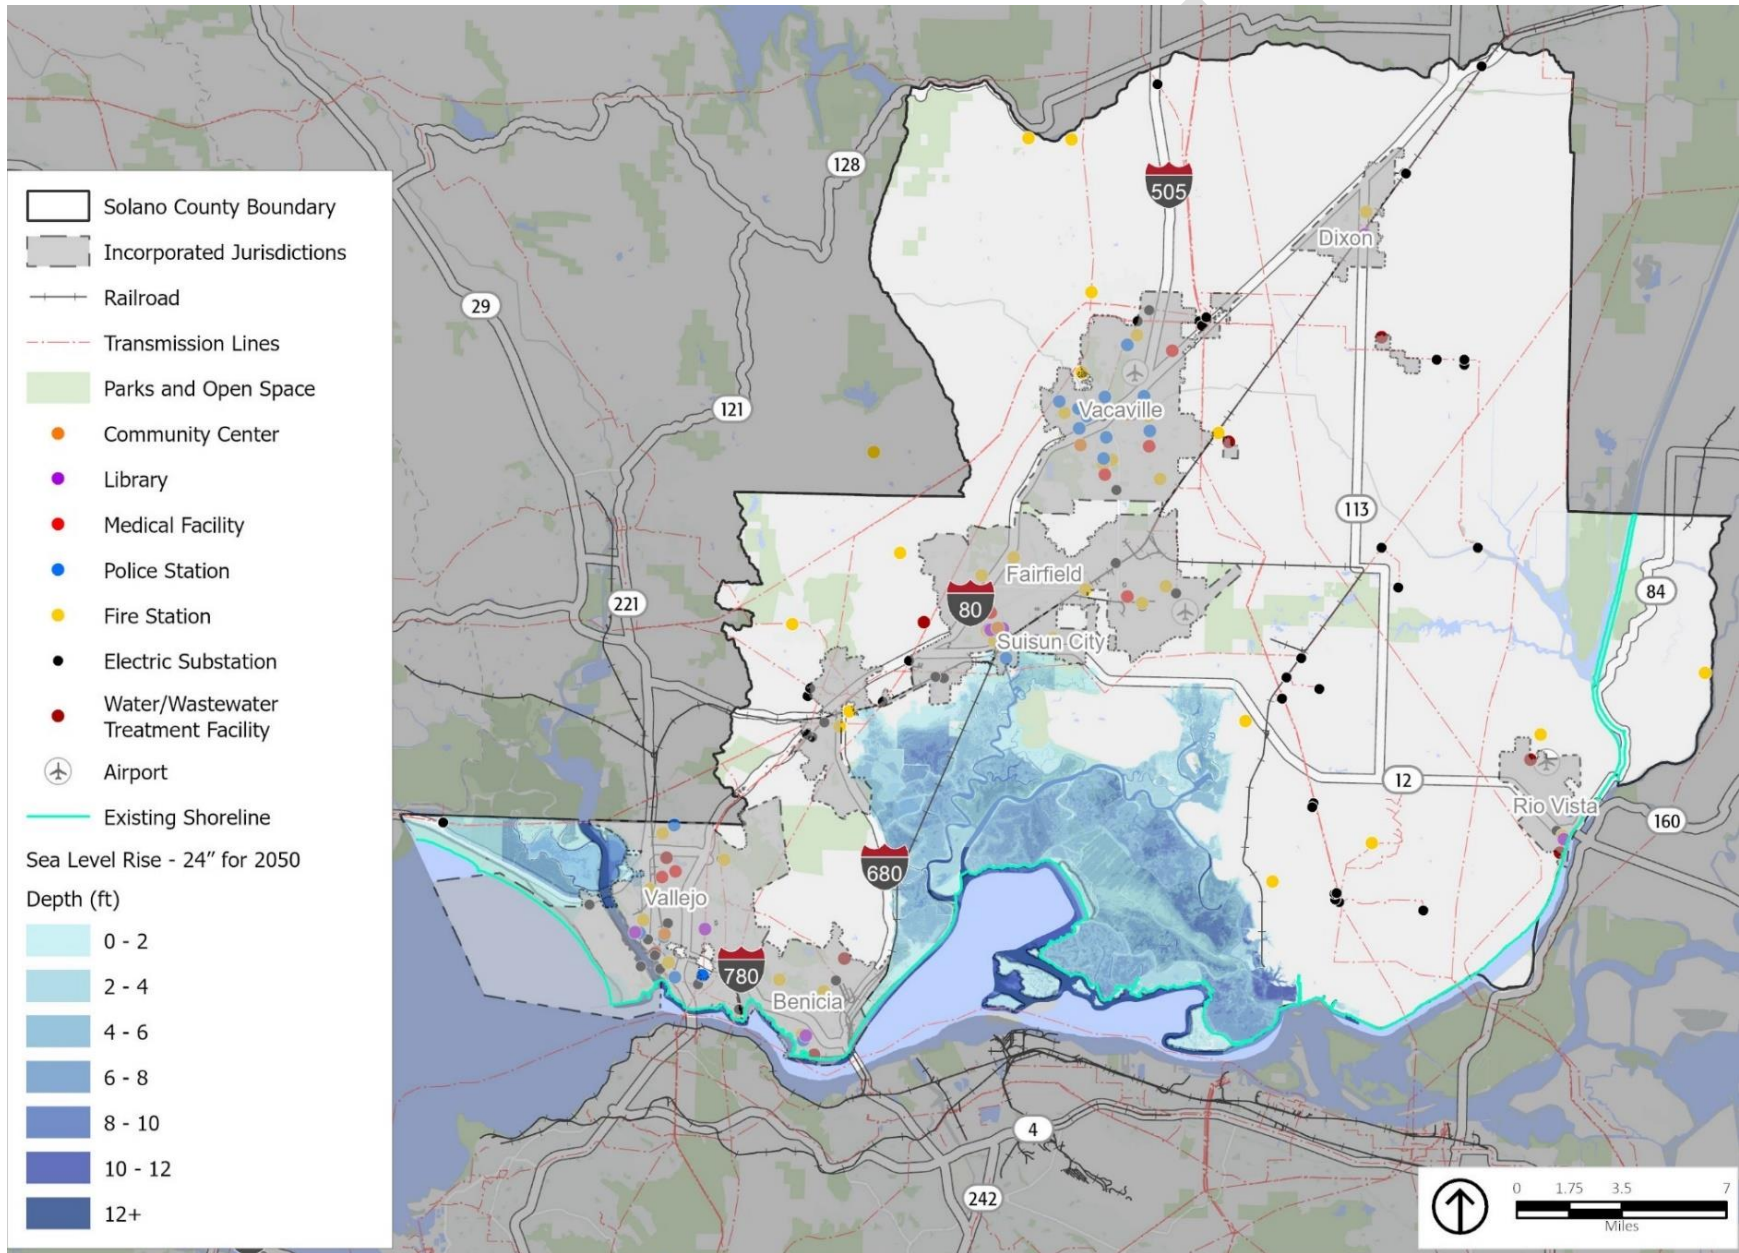 128
505
Dixon
29
121
Vacaville
113
Fairfield
221
80
84
Suisun City
12
Rio Vista
160
680
Vallejo
780
Benicia
4
242
Solano County Boundary
Incorporated Jurisdictions
Railroad
Transmission Lines
Parks and Open Space
Community Center
Library
Medical Facility
Police Station
Fire Station
Electric Substation
Water/Wastewater
Treatment Facility
Airport
Existing Shoreline
Sea Level Rise - 24” for 2050
Depth (ft)
0 - 2
2 - 4
4 - 6
6 - 8
8 - 10
10 - 12
12+
0 1.75 3.5 7
Miles